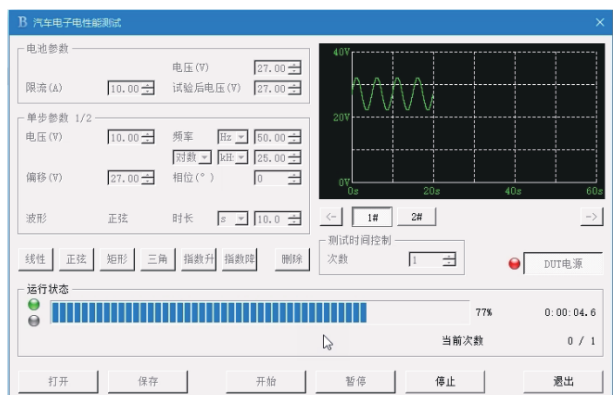 B 汽车电子电性能测试
电池参数
电压(V) 27.00
限流(A) 10.00 试验后电压(V) 27.00
单步参数 1/2
电压(V) 10.00 频率 Hz 50.00
对数 kHz 25.00
偏移(V) 27.00 相位(°) 0
波形 正弦 时长 s 10.0
40V
20V
0V
0s 20s 40s 60s
<- 1# 2# ->
线性 正弦 矩形 三角 指数升 指数降 删除
测试时间控制
次数 1
DUT电源
运行状态
77% 0:00:04.6
当前次数 0 / 1
打开 保存 开始 暂停 停止 退出